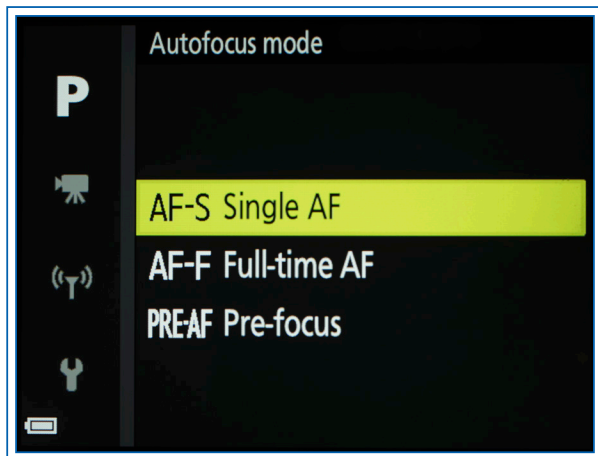 Autofocus mode
P
AF-S Single AF
AF-F Full-time AF
PRE-AF Pre-focus